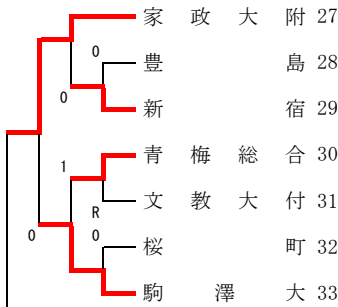 家政大附 27
0
豊島 28
0
新宿 29
青梅総合 30
1
文教大付 31
R
0
桜町 32
0
駒澤大 33